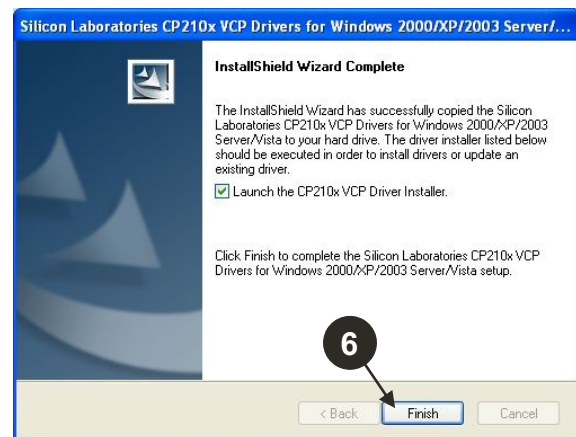 Silicon Laboratories CP210x VCP Drivers for Windows 2000/XP/2003 Server/...
InstallShield Wizard Complete
The InstallShield Wizard has successfully copied the Silicon
Laboratories CP210x VCP Drivers for Windows 2000/XP/2003
Server/Vista to your hard drive. The driver installer listed below
should be executed in order to install drivers or update an
existing driver.
Launch the CP210x VCP Driver Installer.
Click Finish to complete the Silicon Laboratories CP210x VCP
Drivers for Windows 2000/XP/2003 Server/Vista setup.
6
< Back
Finish
Cancel